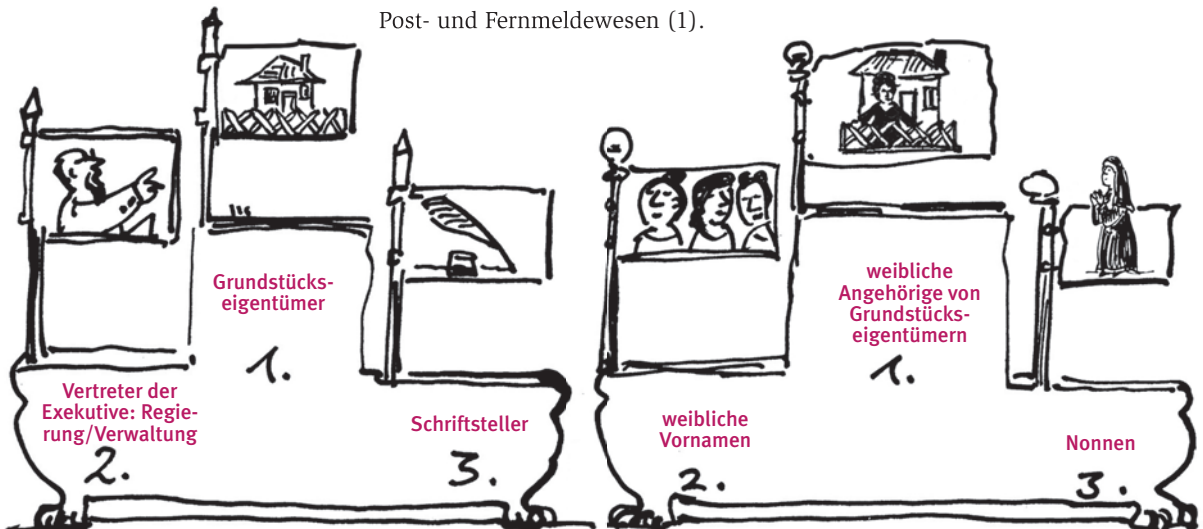 Post- und Fernmeldewesen (1).
Grundstücks-
eigentümer
1.
Vertreter der
Exekutive: Regie-
rung/Verwaltung
2.
Schriftsteller
3.
weibliche
Angehörige von
Grundstücks-
eigentümern
1.
weibliche
Vornamen
2.
Nonnen
3.